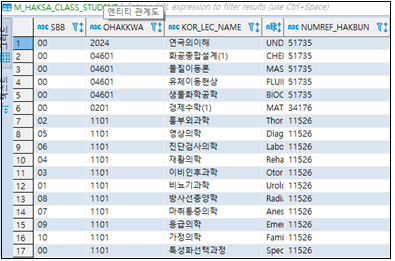 M_HAKSA_CLASS_STUDENT
엔티티 관계도
SQL expression to filter results (use Ctrl+Space)
SBB OHAKKWA KOR_LEC_NAME NUMREF_HAKBUN
1 00 2024 연극의이해 UND 51735
2 00 04601 화공종합설계(1) CHEI 51735
3 00 04601 물질이동론 MAS 51735
4 00 04601 유체이동현상 FLUI 51735
5 00 04601 생물화학공학 BIOC 51735
6 00 0201 경제수학(1) MAT 34176
7 02 1101 흉부외과학 Thor 11526
8 05 1101 영상의학 Diag 11526
9 06 1101 진단검사의학 Labo 11526
10 04 1101 재활의학 Reha 11526
11 03 1101 이비인후과학 Otor 11526
12 01 1101 비뇨기과학 Urol 11526
13 08 1101 방사선종양학 Radi 11526
14 07 1101 마취통증의학 Anes 11526
15 09 1101 응급의학 Eme 11526
16 10 1101 가정의학 Fami 11526
17 00 1101 특성화선택과정 Spec 11526